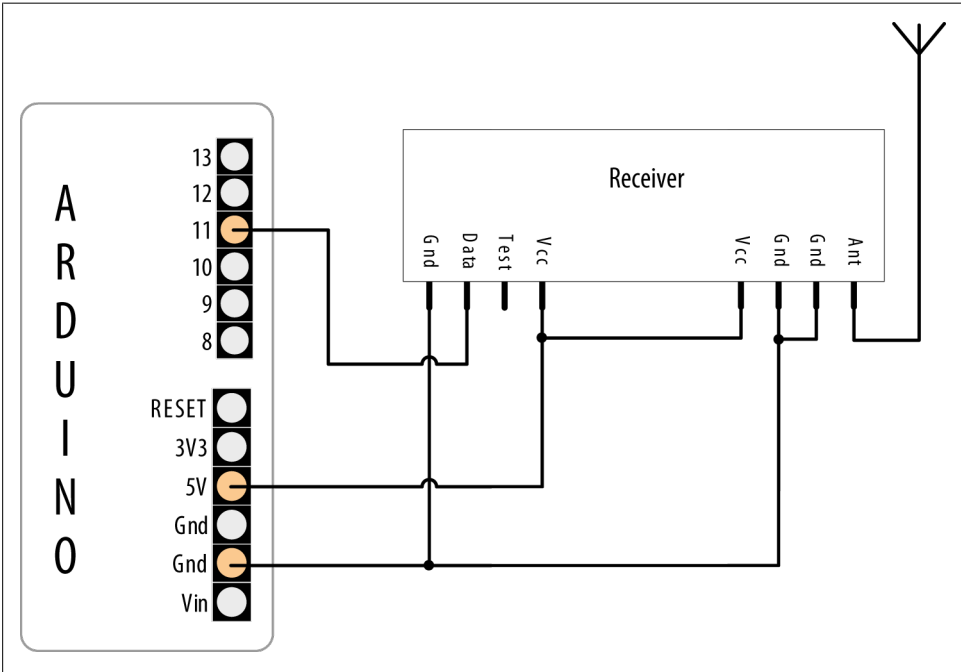 ARDUINO
13
12
11
10
9
8
RESET
3V3
5V
Gnd
Gnd
Vin
Receiver
Gnd
Data
Test
Vcc
Vcc
Gnd
Gnd
Ant